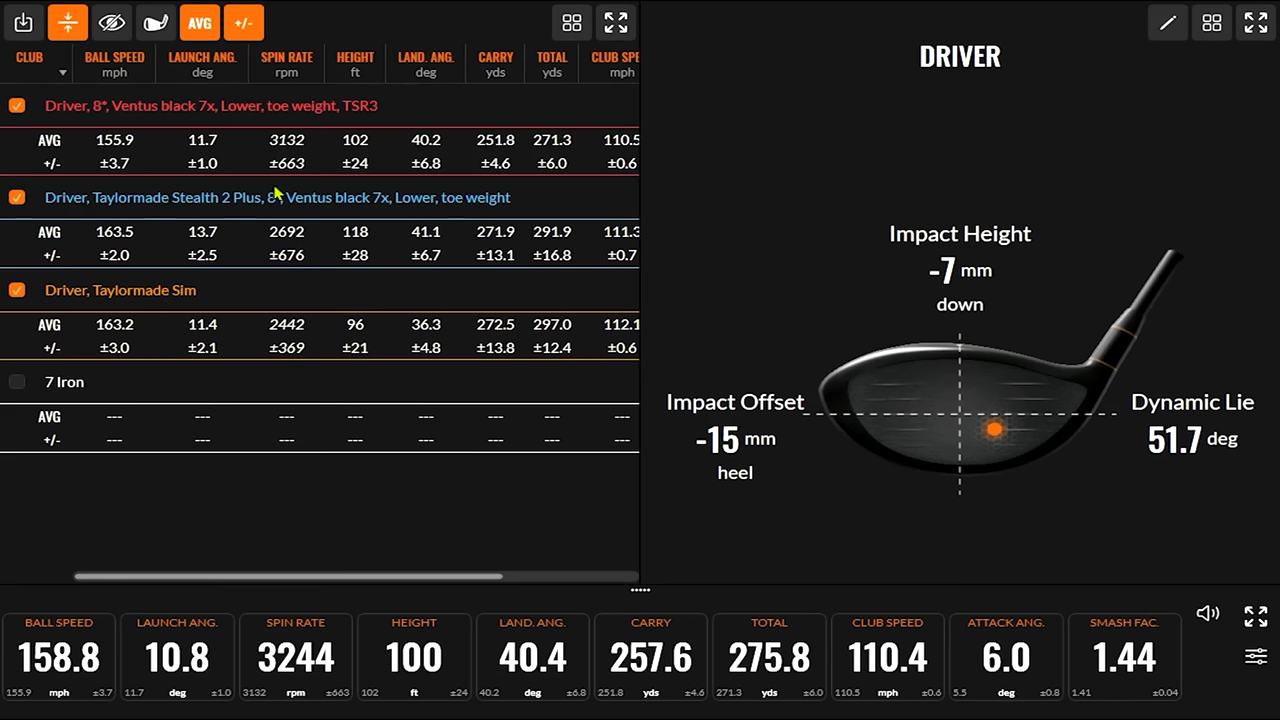 AVG +/-
CLUB BALL SPEED LAUNCH ANG. SPIN RATE HEIGHT LAND. ANG. CARRY TOTAL CLUB SPE
mph deg rpm ft deg yds yds mph
Driver, 8*, Ventus black 7x, Lower, toe weight, TSR3
AVG 155.9 11.7 3132 102 40.2 251.8 271.3 110.5
+/- ±3.7 ±1.0 ±663 ±24 ±6.8 ±4.6 ±6.0 ±0.6
Driver, Taylormade Stealth 2 Plus, 8*, Ventus black 7x, Lower, toe weight
AVG 163.5 13.7 2692 118 41.1 271.9 291.9 111.3
+/- ±2.0 ±2.5 ±676 ±28 ±6.7 ±13.1 ±16.8 ±0.7
Driver, Taylormade Sim
AVG 163.2 11.4 2442 96 36.3 272.5 297.0 112.1
+/- ±3.0 ±2.1 ±369 ±21 ±4.8 ±13.8 ±12.4 ±0.6
7 Iron
AVG --- --- --- --- --- --- --- ---
+/- --- --- --- --- --- --- --- ---
DRIVER
Impact Height
-7 mm
down
Impact Offset
-15 mm
heel
Dynamic Lie
51.7 deg
BALL SPEED LAUNCH ANG. SPIN RATE HEIGHT LAND. ANG. CARRY TOTAL CLUB SPEED ATTACK ANG. SMASH FAC.
158.8 10.8 3244 100 40.4 257.6 275.8 110.4 6.0 1.44
155.9 mph ±3.7 11.7 deg ±1.0 3132 rpm ±663 102 ft ±24 40.2 deg ±6.8 251.8 yds ±4.6 271.3 yds ±6.0 110.5 mph ±0.6 5.5 deg ±0.8 1.41 ±0.04